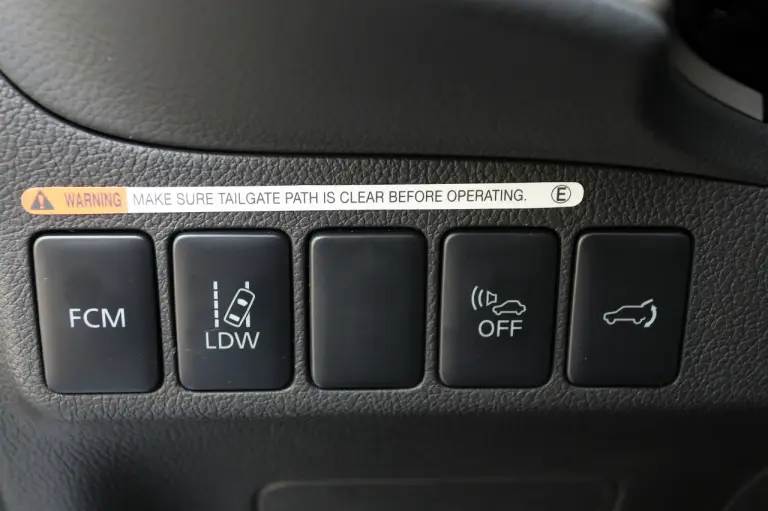 WARNING MAKE SURE TAILGATE PATH IS CLEAR BEFORE OPERATING. E
FCM
LDW
OFF